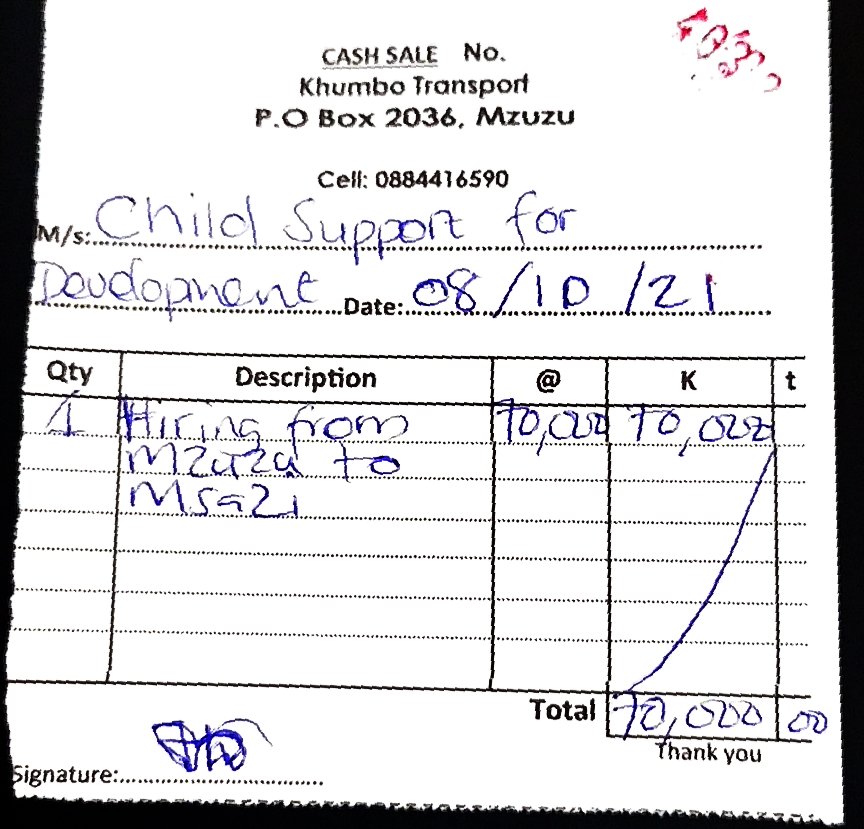 CASH SALE No.
Khumbo Transport
P.O Box 2036, Mzuzu
Cell: 0884416590
M/s: Child Support for
Development Date: 08/10/21
Qty Description @ K t
1 Hiring from 70,000 70,000
Mzuzu to
Total 70,000 00
Thank you
Signature: